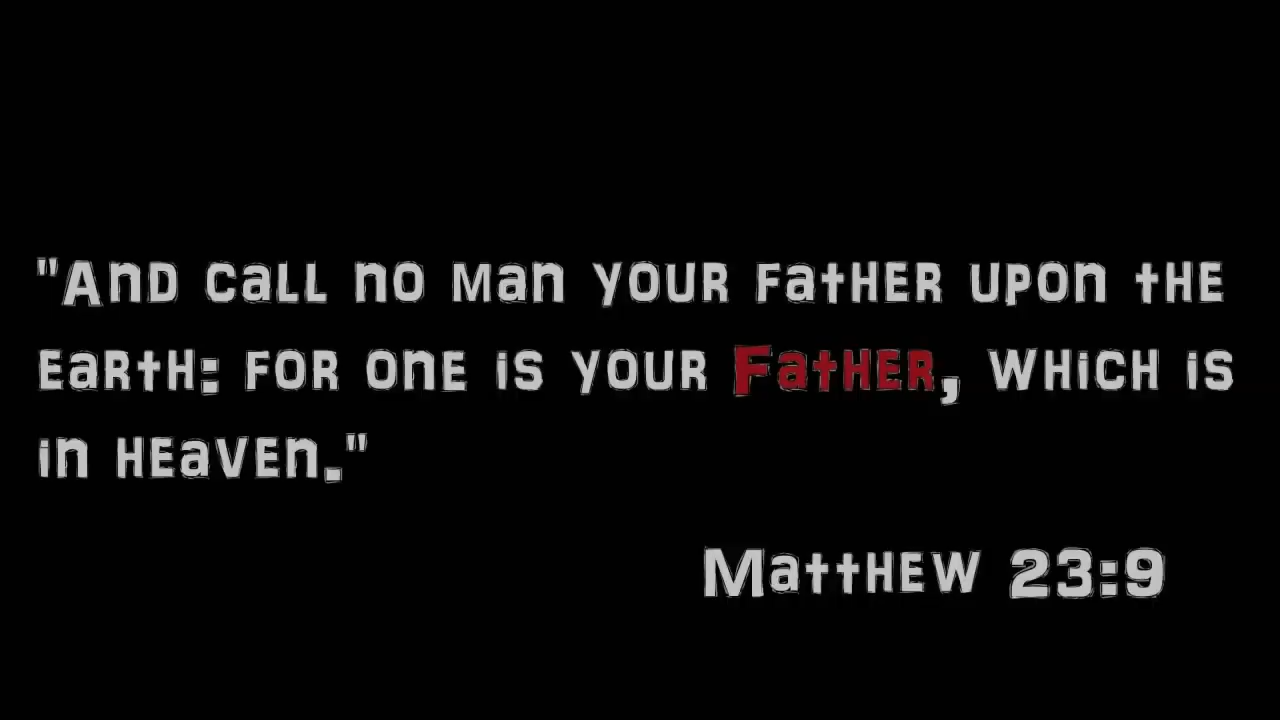 "And call no man your father upon the
earth: for one is your Father, which is
in heaven."
Matthew 23:9